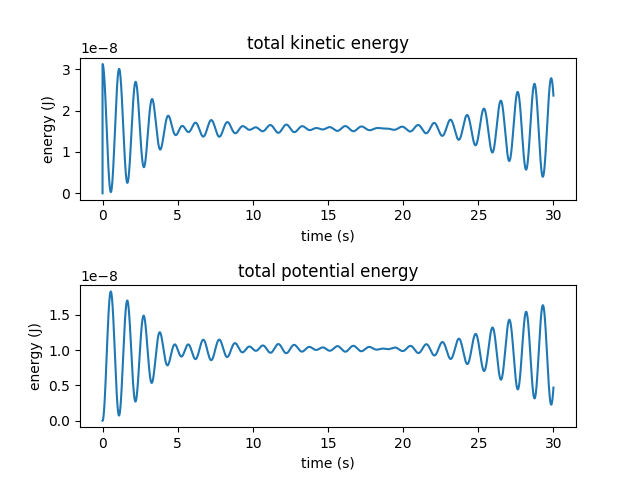 total kinetic energy
1e−8
3
2
1
0
energy (J)
0 5 10 15 20 25 30
time (s)
total potential energy
1e−8
1.5
1.0
0.5
0.0
energy (J)
0 5 10 15 20 25 30
time (s)